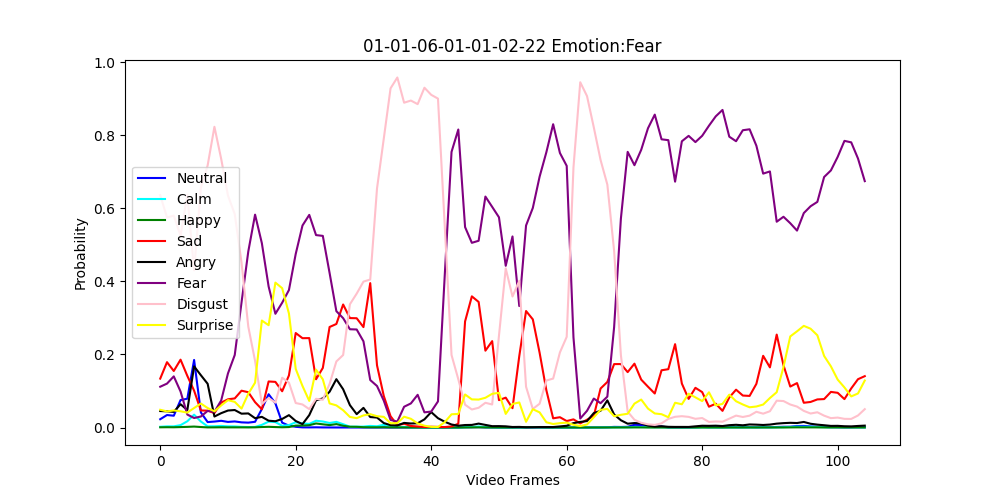 01-01-06-01-01-02-22 Emotion:Fear
1.0
0.8
0.6
0.4
0.2
0.0
Probability
Neutral
Calm
Happy
Sad
Angry
Fear
Disgust
Surprise
0 20 40 60 80 100
Video Frames